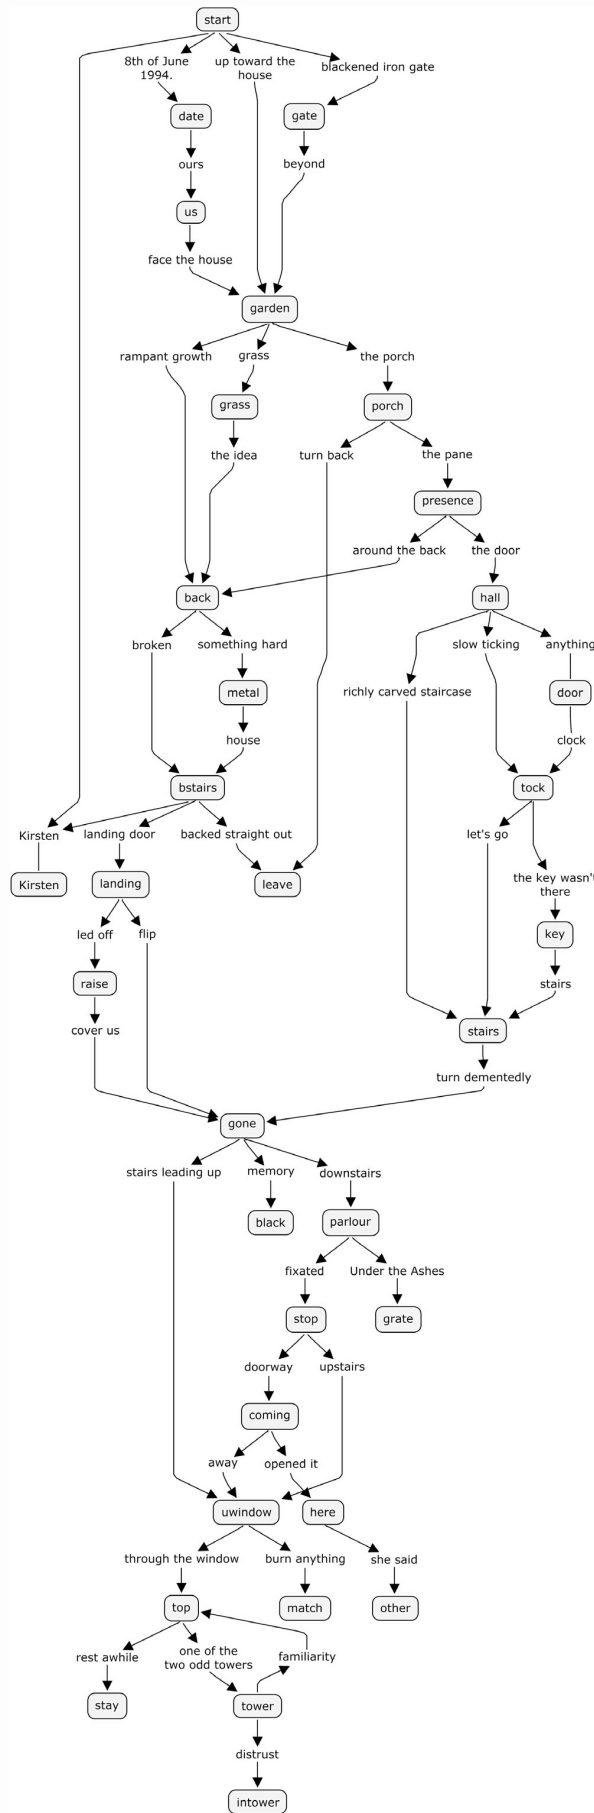 start
8th of June
1994.
up toward the
house
blackened iron gate
date
gate
ours
beyond
us
face the house
garden
rampant growth
grass
the porch
grass
porch
the idea
turn back
the pane
presence
around the back
the door
back
hall
broken
something hard
slow ticking
anything
metal
richly carved staircase
door
house
clock
bstairs
tock
Kirsten
landing door
backed straight out
let's go
Kirsten
landing
leave
the key wasn't
there
led off
flip
key
raise
stairs
cover us
stairs
turn dementedly
gone
stairs leading up
memory
downstairs
black
parlour
fixated
Under the Ashes
stop
grate
doorway
upstairs
coming
away
opened it
uwindow
here
through the window
burn anything
she said
top
match
other
rest awhile
one of the
two odd towers
familiarity
stay
tower
distrust
intower